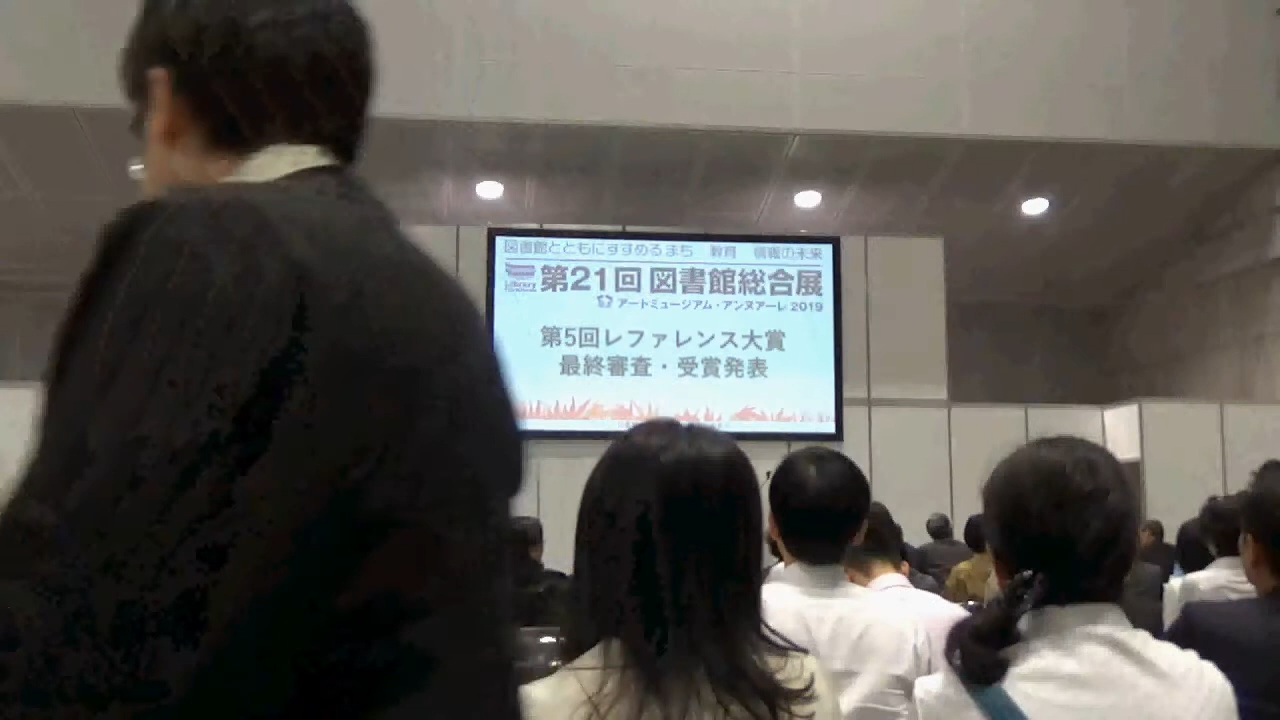 図書館とともにすすめるまち 教育 情報の未来
第21回 図書館総合展
アートミュージアム・アンヌアーレ 2019
第5回レファレンス大賞
最終審査・受賞発表